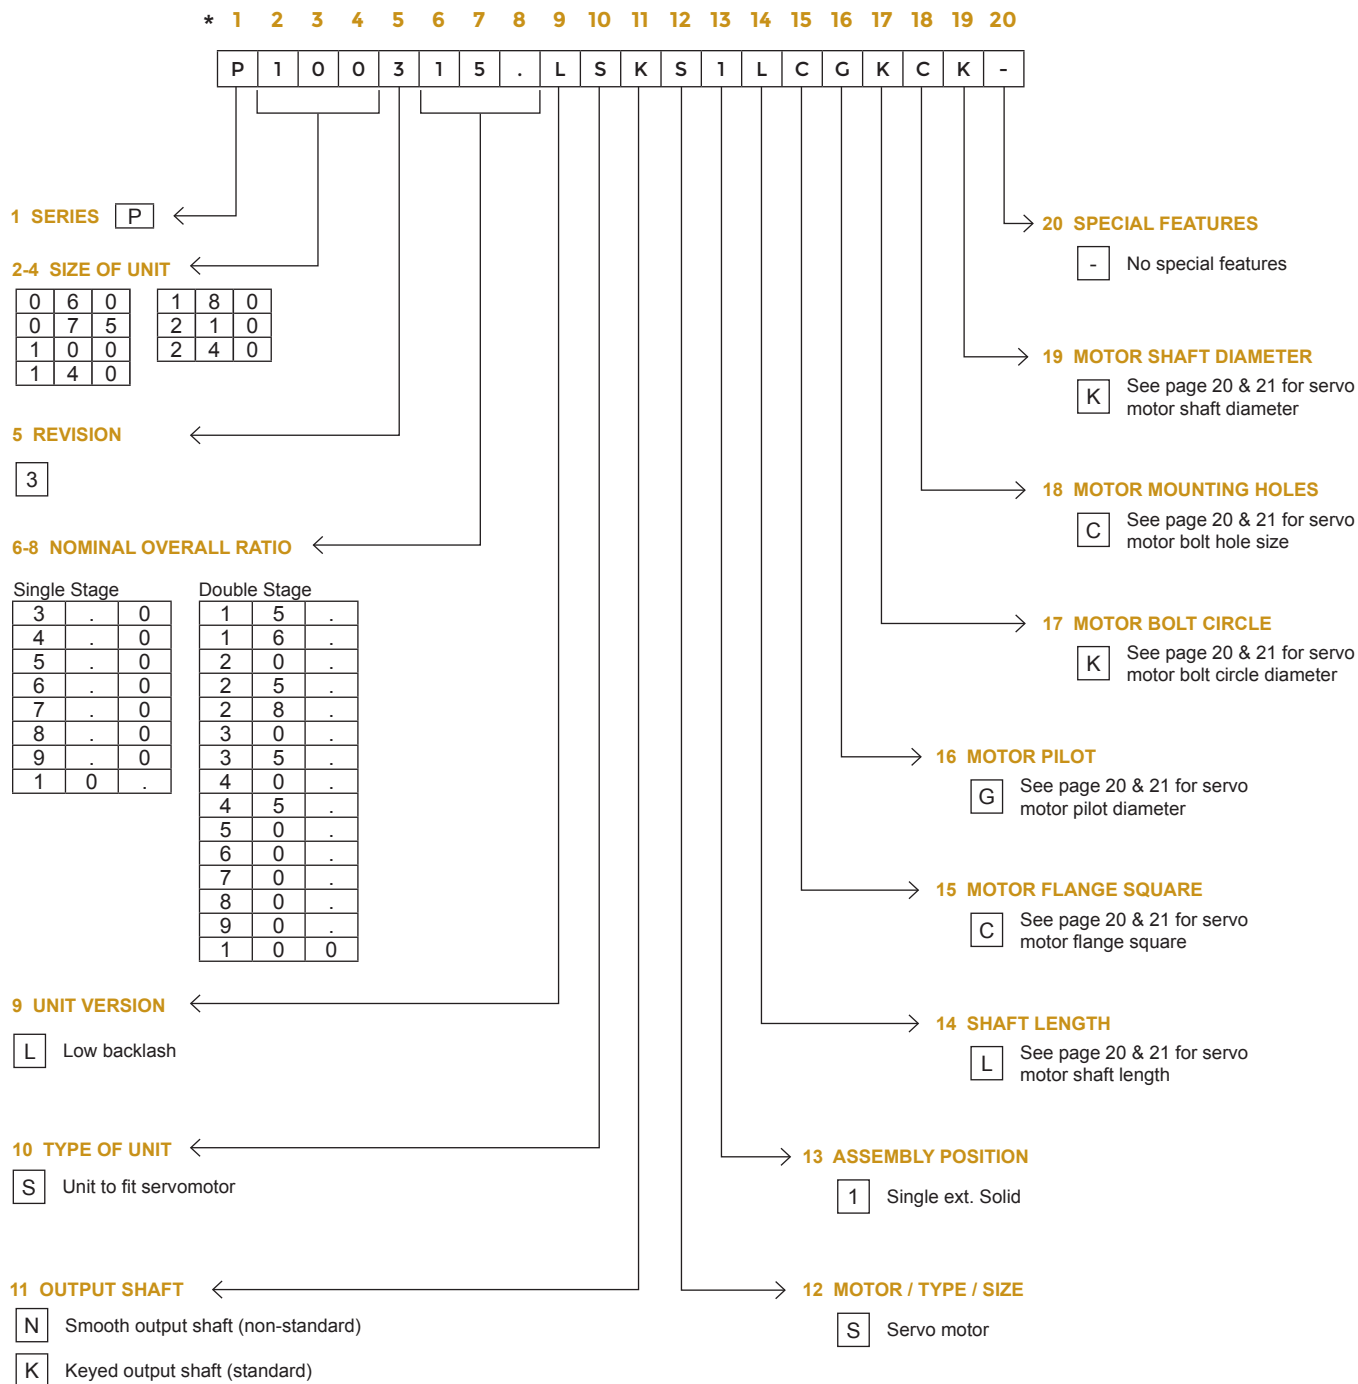 * 1 2 3 4 5 6 7 8 9 10 11 12 13 14 15 16 17 18 19 20
P 1 0 0 3 1 5 . L S K S 1 L C G K C K -
1 SERIES P
2-4 SIZE OF UNIT
0 6 0
0 7 5
1 0 0
1 4 0
1 8 0
2 1 0
2 4 0
5 REVISION
3
6-8 NOMINAL OVERALL RATIO
Single Stage
3 . 0
4 . 0
5 . 0
6 . 0
7 . 0
8 . 0
9 . 0
1 0 .
Double Stage
1 5 .
1 6 .
2 0 .
2 5 .
2 8 .
3 0 .
3 5 .
4 0 .
4 5 .
5 0 .
6 0 .
7 0 .
8 0 .
9 0 .
1 0 0
9 UNIT VERSION
L Low backlash
10 TYPE OF UNIT
S Unit to fit servomotor
11 OUTPUT SHAFT
N Smooth output shaft (non-standard)
K Keyed output shaft (standard)
20 SPECIAL FEATURES
- No special features
19 MOTOR SHAFT DIAMETER
K See page 20 & 21 for servo
motor shaft diameter
18 MOTOR MOUNTING HOLES
C See page 20 & 21 for servo
motor bolt hole size
17 MOTOR BOLT CIRCLE
K See page 20 & 21 for servo
motor bolt circle diameter
16 MOTOR PILOT
G See page 20 & 21 for servo
motor pilot diameter
15 MOTOR FLANGE SQUARE
C See page 20 & 21 for servo
motor flange square
14 SHAFT LENGTH
L See page 20 & 21 for servo
motor shaft length
13 ASSEMBLY POSITION
1 Single ext. Solid
12 MOTOR / TYPE / SIZE
S Servo motor